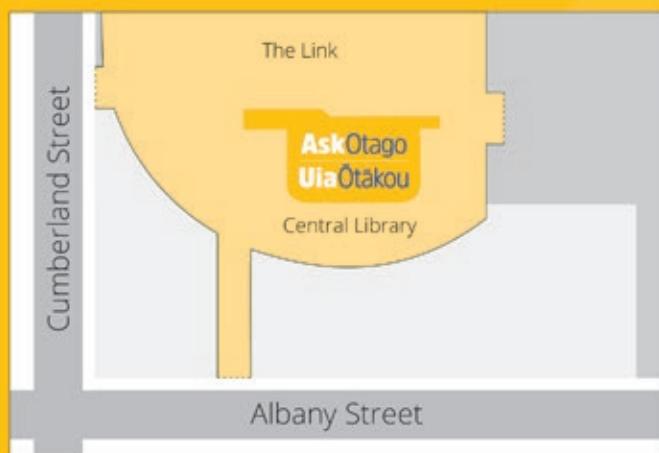 The Link
AskOtago
UiaŌtākou
Central Library
Cumberland Street
Albany Street